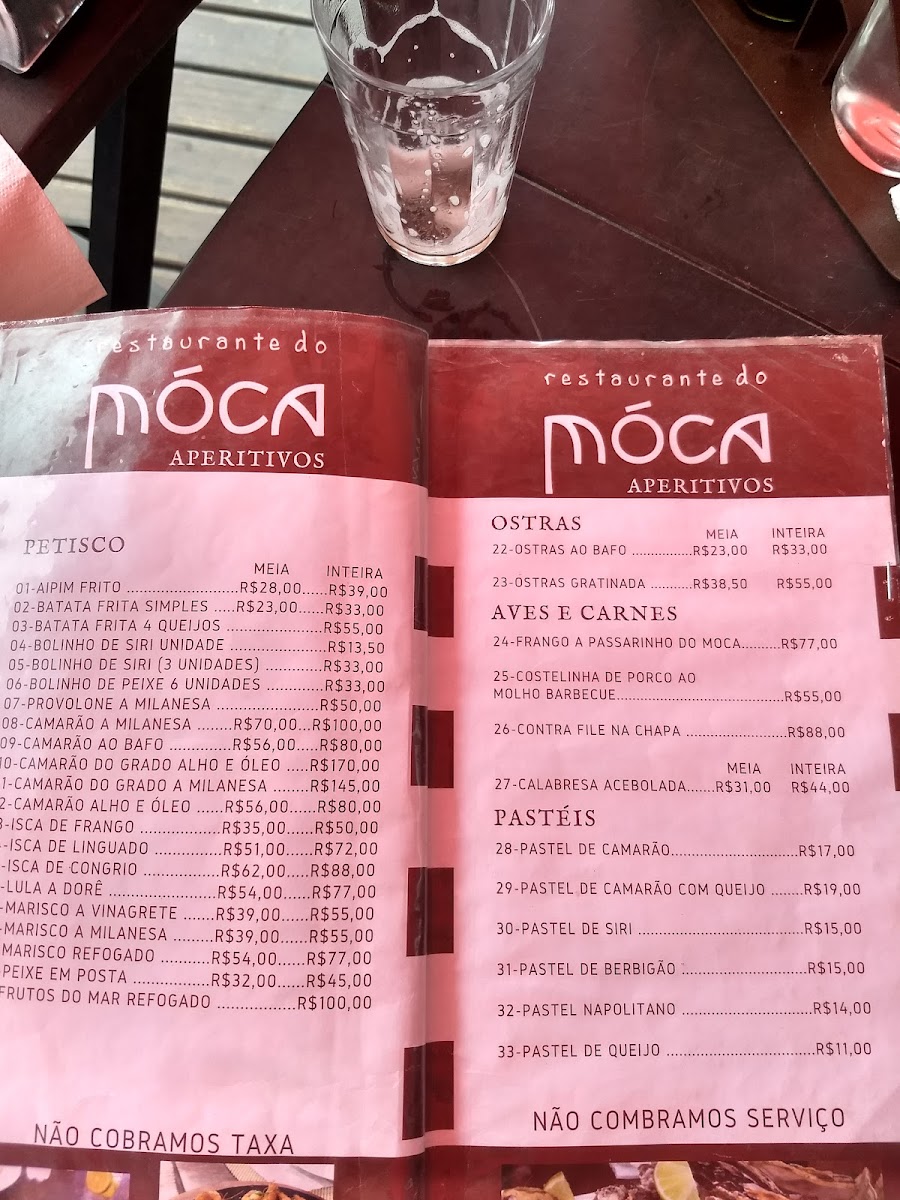 restaurante do
MÓCA
APERITIVOS
PETISCO
MEIA INTEIRA
01-AIPIM FRITO ..................R$28,00......R$39,00
02-BATATA FRITA SIMPLES .....R$23,00......R$33,00
03-BATATA FRITA 4 QUEIJOS ......................R$55,00
04-BOLINHO DE SIRI UNIDADE ......................R$13,50
05-BOLINHO DE SIRI (3 UNIDADES) .............R$33,00
06-BOLINHO DE PEIXE 6 UNIDADES .............R$33,00
07-PROVOLONE A MILANESA ........................R$50,00
08-CAMARÃO A MILANESA ........R$70,00...R$100,00
09-CAMARÃO AO BAFO .............R$56,00......R$80,00
10-CAMARÃO DO GRADO ALHO E ÓLEO .....R$170,00
1-CAMARÃO DO GRADO A MILANESA ........R$145,00
2-CAMARÃO ALHO E ÓLEO ......R$56,00......R$80,00
3-ISCA DE FRANGO ..................R$35,00......R$50,00
-ISCA DE LINGUADO ................R$51,00......R$72,00
-ISCA DE CONGRIO ..................R$62,00......R$88,00
-LULA A DORÊ .........................R$54,00......R$77,00
-MARISCO A VINAGRETE .......R$39,00......R$55,00
-MARISCO A MILANESA .........R$39,00......R$55,00
MARISCO REFOGADO ............R$54,00......R$77,00
PEIXE EM POSTA .................R$32,00......R$45,00
FRUTOS DO MAR REFOGADO ..................R$100,00
NÃO COBRAMOS TAXA
restaurante do
MÓCA
APERITIVOS
OSTRAS
MEIA INTEIRA
22-OSTRAS AO BAFO ...............R$23,00 R$33,00
23-OSTRAS GRATINADA ..........R$38,50 R$55,00
AVES E CARNES
24-FRANGO A PASSARINHO DO MOCA.........R$77,00
25-COSTELINHA DE PORCO AO
MOLHO BARBECUE.......................................R$55,00
26-CONTRA FILE NA CHAPA .......................R$88,00
MEIA INTEIRA
27-CALABRESA ACEBOLADA.......R$31,00 R$44,00
PASTÉIS
28-PASTEL DE CAMARÃO.............................R$17,00
29-PASTEL DE CAMARÃO COM QUEIJO .......R$19,00
30-PASTEL DE SIRI ......................................R$15,00
31-PASTEL DE BERBIGÃO ............................R$15,00
32-PASTEL NAPOLITANO ..............................R$14,00
33-PASTEL DE QUEIJO ..................................R$11,00
NÃO COMBRAMOS SERVIÇO